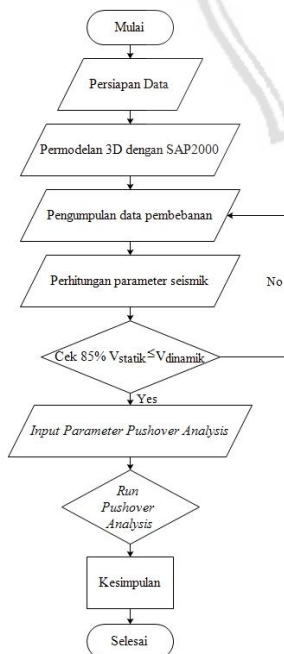 Mulai
Persiapan Data
Permodelan 3D dengan SAP2000
Pengumpulan data pembebanan
Perhitungan parameter seismik
No
Cek 85% Vstatik≤Vdinamik
Yes
Input Parameter Pushover Analysis
Run
Pushover
Analysis
Kesimpulan
Selesai